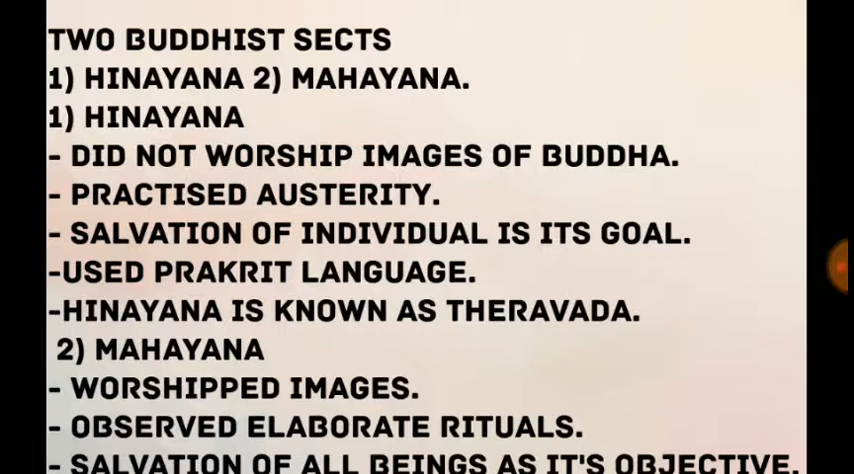 TWO BUDDHIST SECTS
1) HINAYANA 2) MAHAYANA.
1) HINAYANA
- DID NOT WORSHIP IMAGES OF BUDDHA.
- PRACTISED AUSTERITY.
- SALVATION OF INDIVIDUAL IS ITS GOAL.
-USED PRAKRIT LANGUAGE.
-HINAYANA IS KNOWN AS THERAVADA.
2) MAHAYANA
- WORSHIPPED IMAGES.
- OBSERVED ELABORATE RITUALS.
- SALVATION OF ALL BEINGS AS IT'S OBJECTIVE.